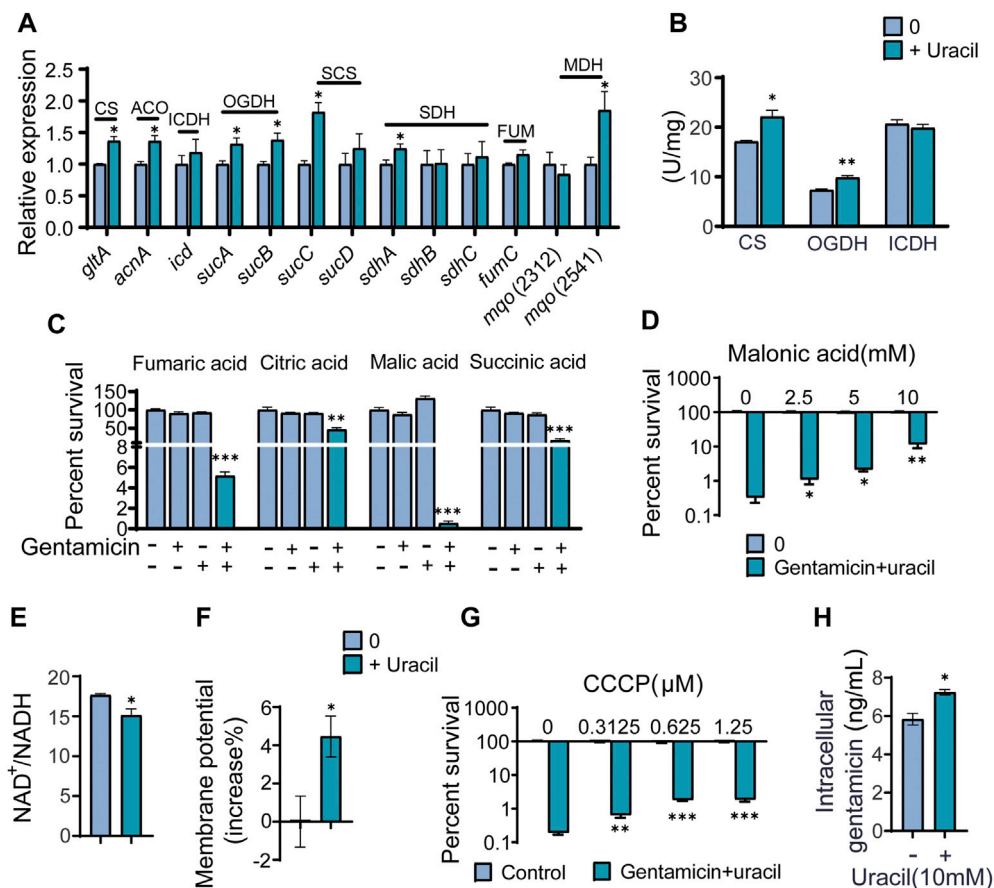 A
Relative expression
2.5
2.0
1.5
1.0
0.5
0.0
CS
ACO
ICDH
OGDH
SCS
SDH
FUM
MDH
* * * * * * *
gltA
acnA
icd
sucA
sucB
sucC
sucD
sdhA
sdhB
sdhC
fumC
mqo (2312)
mqo (2541)
B
0
+ Uracil
(U/mg)
30
20
10
0
*
**
CS OGDH ICDH
C
Fumaric acid Citric acid Malic acid Succinic acid
Percent survival
150
100
50
8
6
4
2
0
*** ** *** ***
Gentamicin - + - + - + - + - + - + - + - +
- - + + - - + + - - + + - - + +
D
Malonic acid(mM)
0 2.5 5 10
Percent survival
1000
100
10
1
0.1
* * **
0
Gentamicin+uracil
E
NAD+/NADH
20
15
10
5
0
*
F
0
+ Uracil
Membrane potential
(increase%)
6
4
2
0
-2
*
G
CCCP(μM)
0 0.3125 0.625 1.25
Percent survival
1000
100
10
1
0.1
** *** ***
Control Gentamicin+uracil
H
Intracellular
gentamicin (ng/mL)
8
6
4
2
0
*
- +
Uracil(10mM)